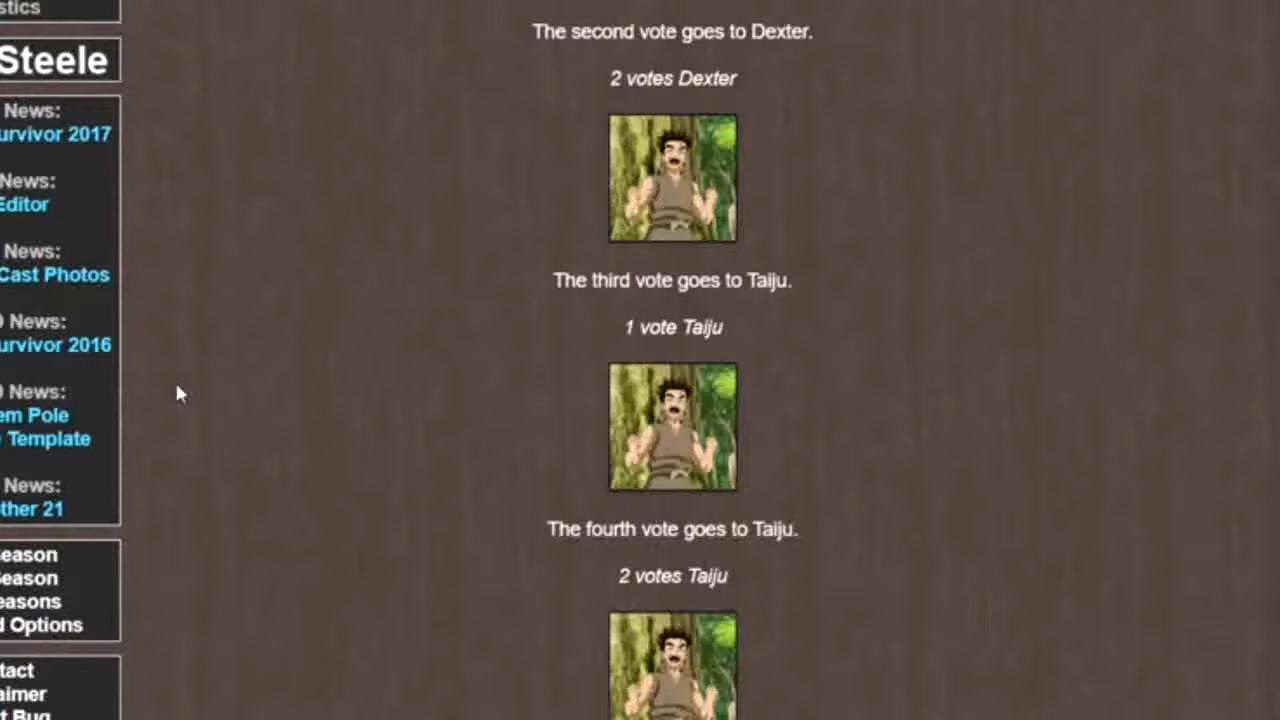 stics
Steele
News:
urvivor 2017
News:
Editor
News:
Cast Photos
News:
urvivor 2016
News:
em Pole
Template
News:
ther 21
eason
Season
easons
d Options
tact
aimer
t Bug
The second vote goes to Dexter.
2 votes Dexter
The third vote goes to Taiju.
1 vote Taiju
The fourth vote goes to Taiju.
2 votes Taiju